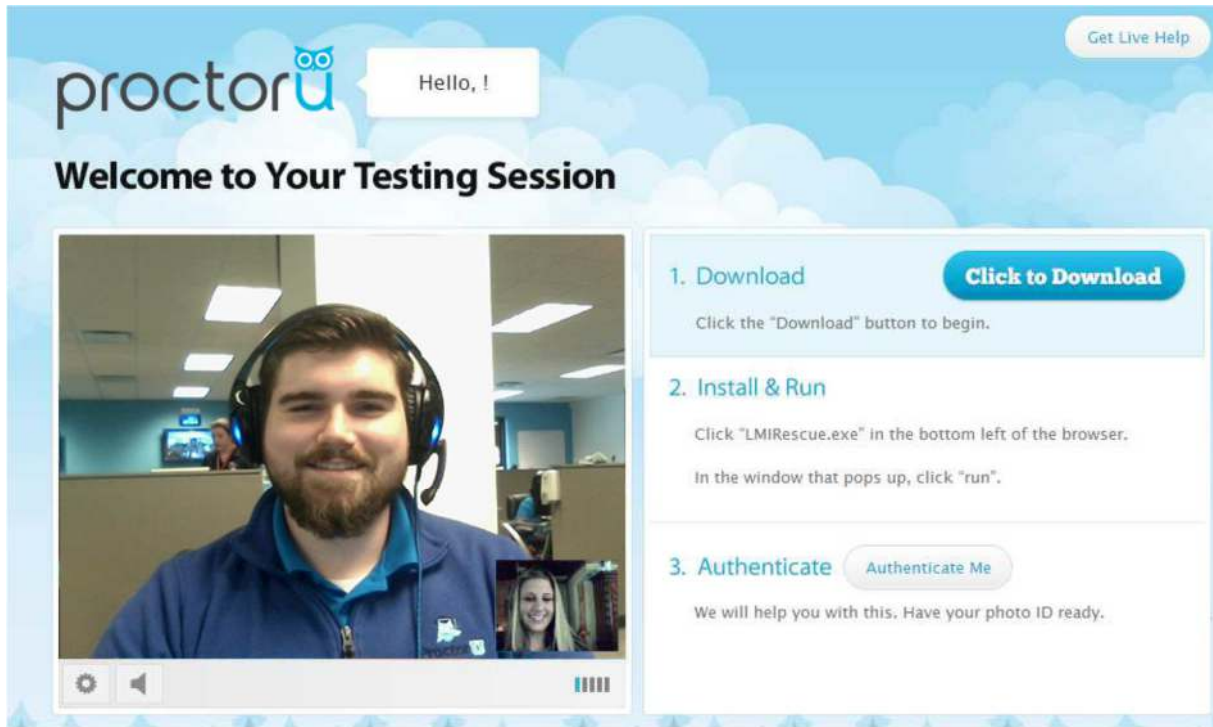 Get Live Help
proctoru
Hello, !
Welcome to Your Testing Session
1. Download
Click to Download
Click the "Download" button to begin.
2. Install & Run
Click "LMIRescue.exe" in the bottom left of the browser.
In the window that pops up, click "run".
3. Authenticate
Authenticate Me
We will help you with this. Have your photo ID ready.
ProctorU